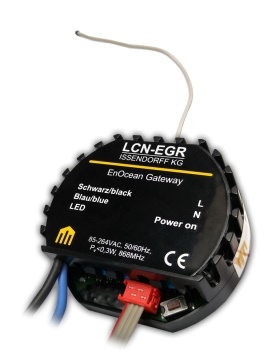 LCN-EGR
ISSENDORFF KG
EnOcean Gateway
Schwarz/black L
Blau/blue N
LED Power on
85-264VAC, 50/60Hz,
Pv<0,3W, 868MHz
CE